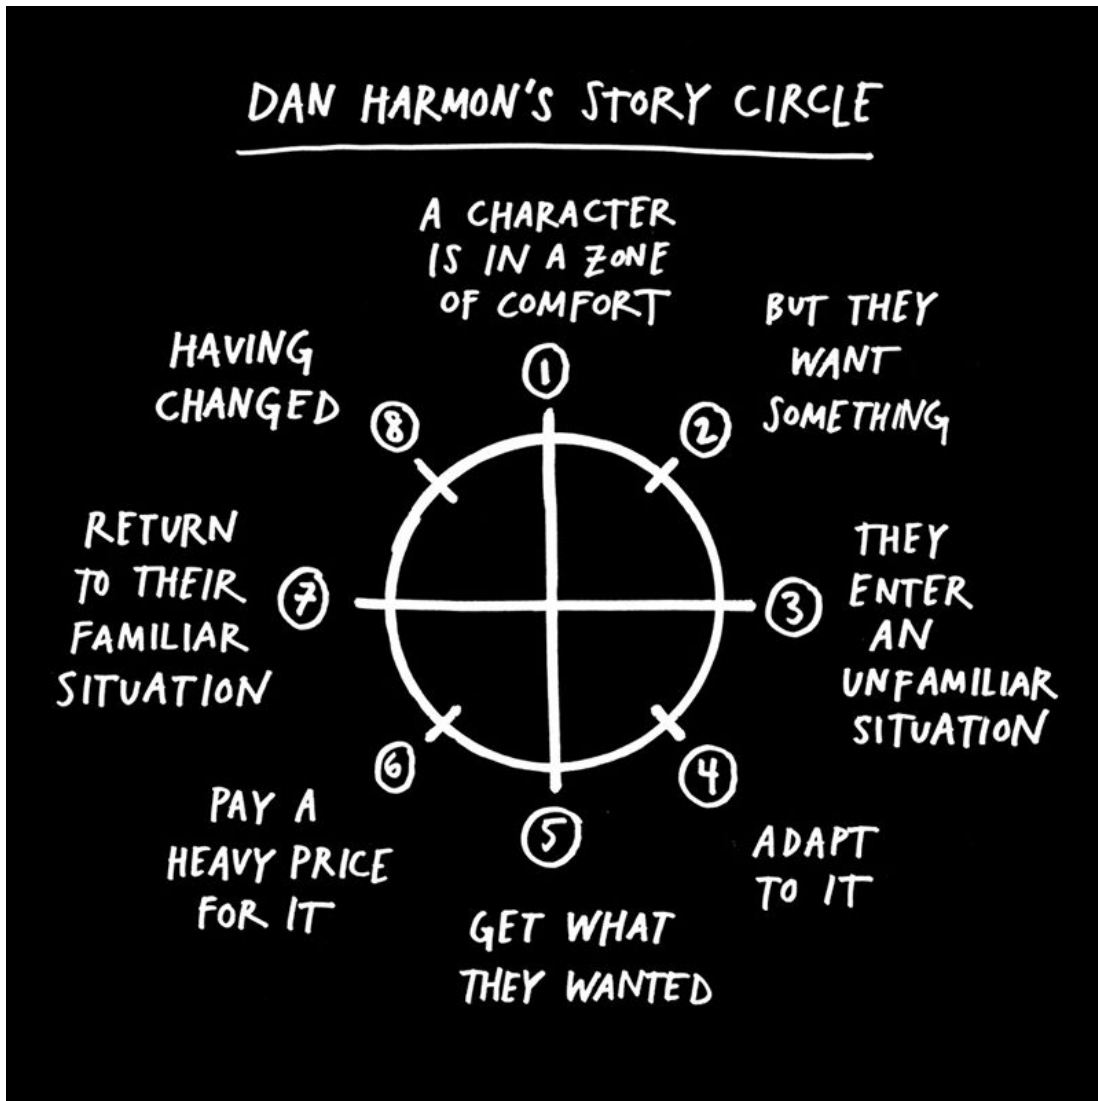 DAN HARMON'S STORY CIRCLE
A CHARACTER
IS IN A ZONE
OF COMFORT
1
BUT THEY
WANT
SOMETHING
2
THEY
ENTER
AN
UNFAMILIAR
SITUATION
3
ADAPT
TO IT
4
GET WHAT
THEY WANTED
5
PAY A
HEAVY PRICE
FOR IT
6
RETURN
TO THEIR
FAMILIAR
SITUATION
7
HAVING
CHANGED
8